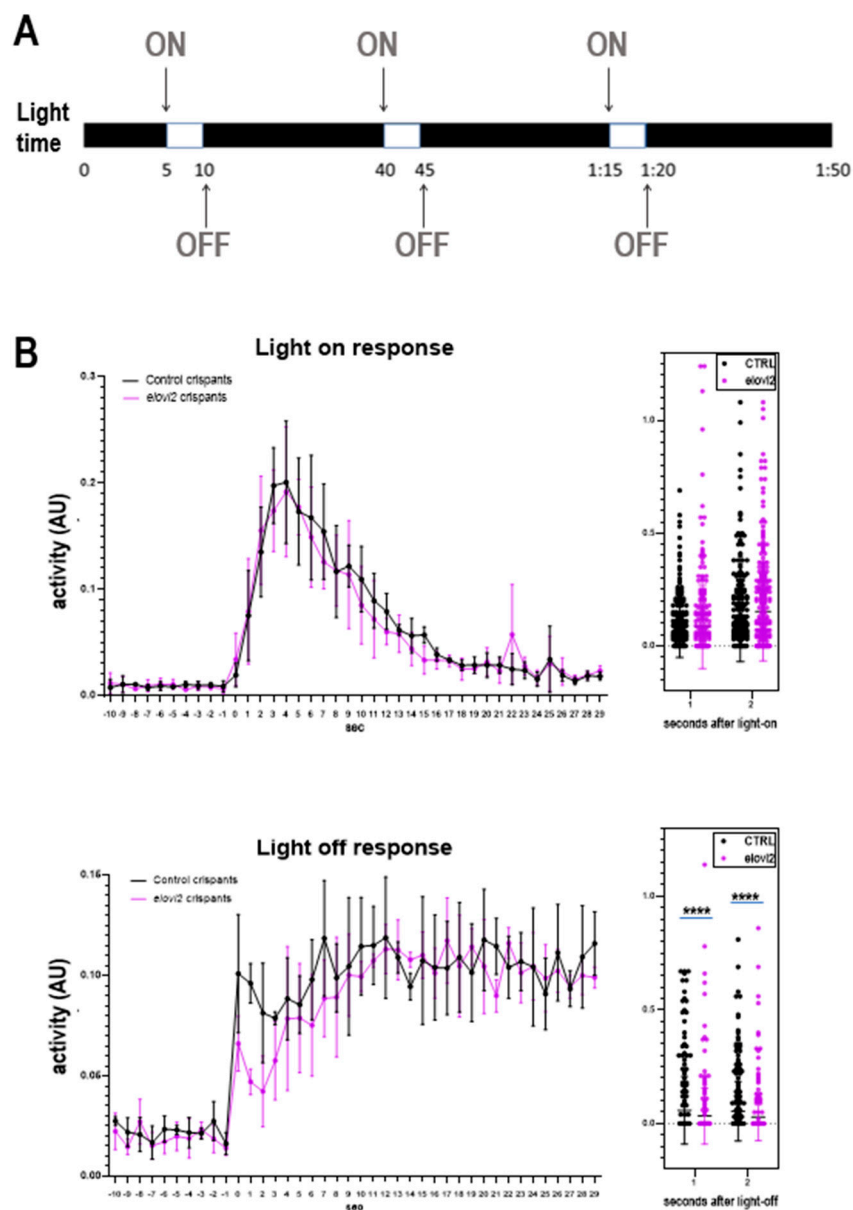 A
ON ON ON
Light
time
0 5 10 40 45 1:15 1:20 1:50
OFF OFF OFF
B
Light on response
Control crispants
elovl2 crispants
activity (AU)
0.3
0.2
0.1
0.0
-10 -9 -8 -7 -6 -5 -4 -3 -2 -1 0 1 2 3 4 5 6 7 8 9 10 11 12 13 14 15 16 17 18 19 20 21 22 23 24 25 26 27 28 29
sec
CTRL
elovl2
1.0
0.5
0.0
1 2
seconds after light-on
Light off response
Control crispants
elovl2 crispants
activity (AU)
0.16
0.10
0.06
0.00
-10 -9 -8 -7 -6 -5 -4 -3 -2 -1 0 1 2 3 4 5 6 7 8 9 10 11 12 13 14 15 16 17 18 19 20 21 22 23 24 25 26 27 28 29
sec
CTRL
elovl2
**** ****
1.0
0.5
0.0
1 2
seconds after light-off